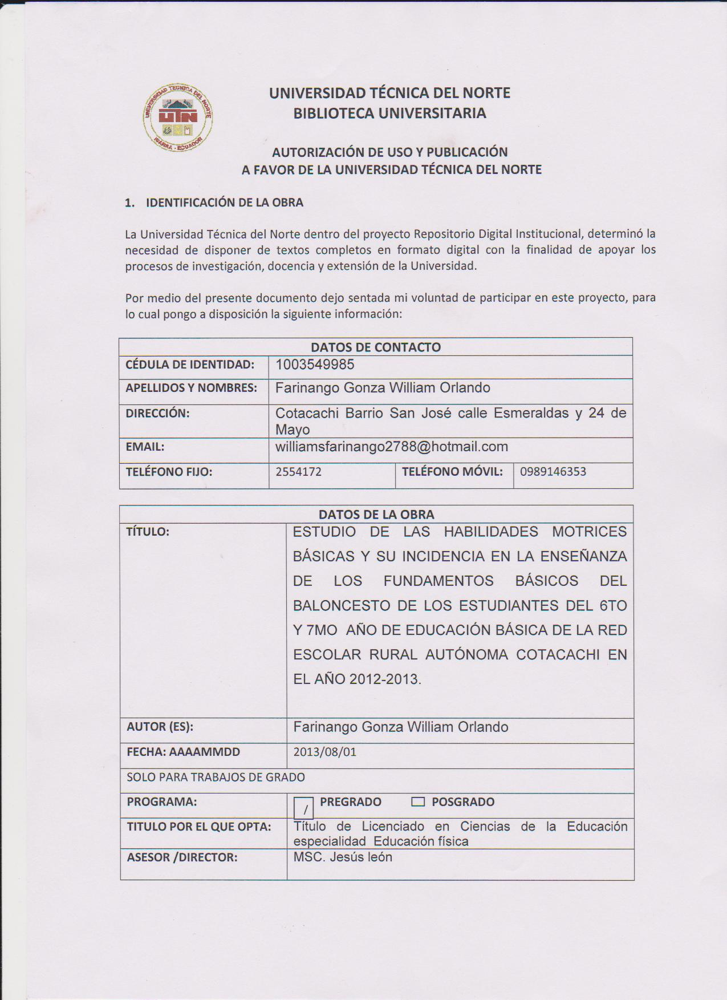 UNIVERSIDAD TÉCNICA DEL NORTE
UTN
IBARRA - ECUADOR
UNIVERSIDAD TÉCNICA DEL NORTE
BIBLIOTECA UNIVERSITARIA
AUTORIZACIÓN DE USO Y PUBLICACIÓN
A FAVOR DE LA UNIVERSIDAD TÉCNICA DEL NORTE
1. IDENTIFICACIÓN DE LA OBRA
La Universidad Técnica del Norte dentro del proyecto Repositorio Digital Institucional, determinó la
necesidad de disponer de textos completos en formato digital con la finalidad de apoyar los
procesos de investigación, docencia y extensión de la Universidad.
Por medio del presente documento dejo sentada mi voluntad de participar en este proyecto, para
lo cual pongo a disposición la siguiente información:
DATOS DE CONTACTO
CÉDULA DE IDENTIDAD: 1003549985
APELLIDOS Y NOMBRES: Farinango Gonza William Orlando
DIRECCIÓN: Cotacachi Barrio San José calle Esmeraldas y 24 de
Mayo
EMAIL: williamsfarinango2788@hotmail.com
TELÉFONO FIJO: 2554172 TELÉFONO MÓVIL: 0989146353
DATOS DE LA OBRA
TÍTULO: ESTUDIO DE LAS HABILIDADES MOTRICES
BÁSICAS Y SU INCIDENCIA EN LA ENSEÑANZA
DE LOS FUNDAMENTOS BÁSICOS DEL
BALONCESTO DE LOS ESTUDIANTES DEL 6TO
Y 7MO AÑO DE EDUCACIÓN BÁSICA DE LA RED
ESCOLAR RURAL AUTÓNOMA COTACACHI EN
EL AÑO 2012-2013.
AUTOR (ES): Farinango Gonza William Orlando
FECHA: AAAAMMDD 2013/08/01
SOLO PARA TRABAJOS DE GRADO
PROGRAMA: / PREGRADO POSGRADO
TITULO POR EL QUE OPTA: Título de Licenciado en Ciencias de la Educación
especialidad Educación física
ASESOR /DIRECTOR: MSC. Jesús león